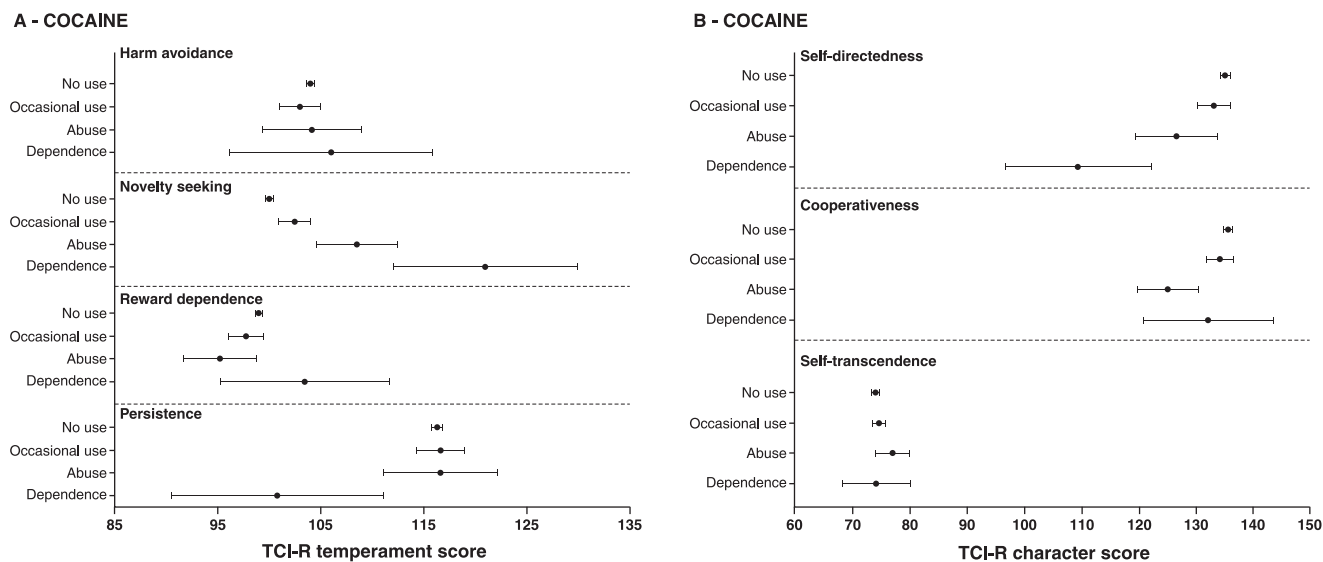 A - COCAINE
Harm avoidance
No use
Occasional use
Abuse
Dependence
Novelty seeking
No use
Occasional use
Abuse
Dependence
Reward dependence
No use
Occasional use
Abuse
Dependence
Persistence
No use
Occasional use
Abuse
Dependence
85 95 105 115 125 135
TCI-R temperament score
B - COCAINE
Self-directedness
No use
Occasional use
Abuse
Dependence
Cooperativeness
No use
Occasional use
Abuse
Dependence
Self-transcendence
No use
Occasional use
Abuse
Dependence
60 70 80 90 100 110 120 130 140 150
TCI-R character score